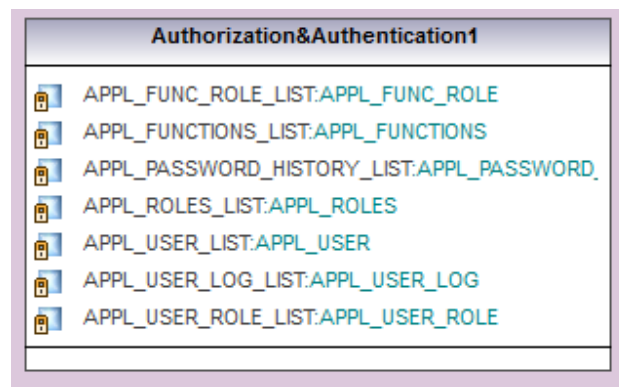 Authorization&Authentication1
APPL_FUNC_ROLE_LIST:APPL_FUNC_ROLE
APPL_FUNCTIONS_LIST:APPL_FUNCTIONS
APPL_PASSWORD_HISTORY_LIST:APPL_PASSWORD_
APPL_ROLES_LIST:APPL_ROLES
APPL_USER_LIST:APPL_USER
APPL_USER_LOG_LIST:APPL_USER_LOG
APPL_USER_ROLE_LIST:APPL_USER_ROLE